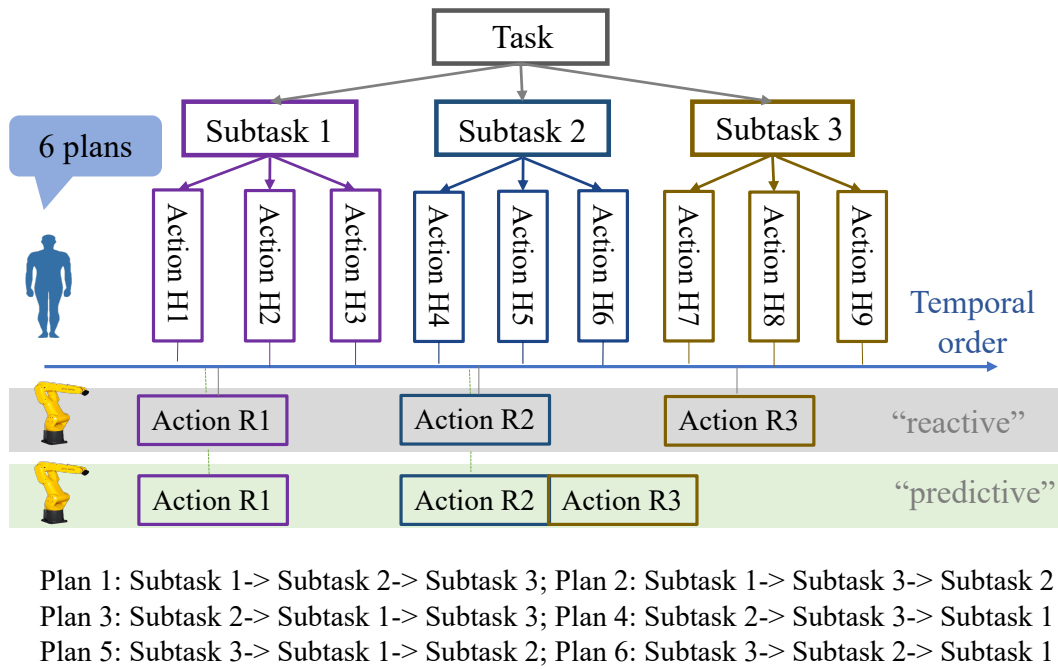 Task
Subtask 1
Subtask 2
Subtask 3
6 plans
Action H1
Action H2
Action H3
Action H4
Action H5
Action H6
Action H7
Action H8
Action H9
Temporal
order
Action R1
Action R2
Action R3
“reactive”
Action R1
Action R2
Action R3
“predictive”
Plan 1: Subtask 1-> Subtask 2-> Subtask 3; Plan 2: Subtask 1-> Subtask 3-> Subtask 2
Plan 3: Subtask 2-> Subtask 1-> Subtask 3; Plan 4: Subtask 2-> Subtask 3-> Subtask 1
Plan 5: Subtask 3-> Subtask 1-> Subtask 2; Plan 6: Subtask 3-> Subtask 2-> Subtask 1